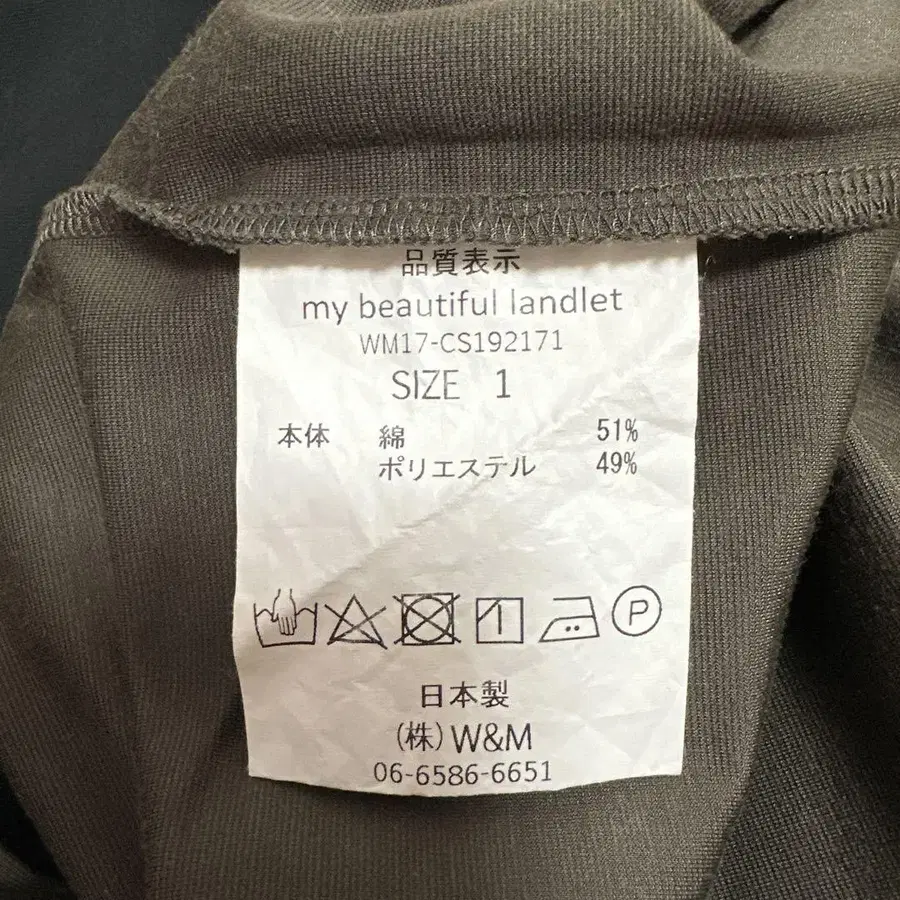 品質表示
my beautiful landlet
WM17-CS192171
SIZE 1
本体 綿 51%
ポリエステル 49%
P
日本製
(株)W&M
06-6586-6651